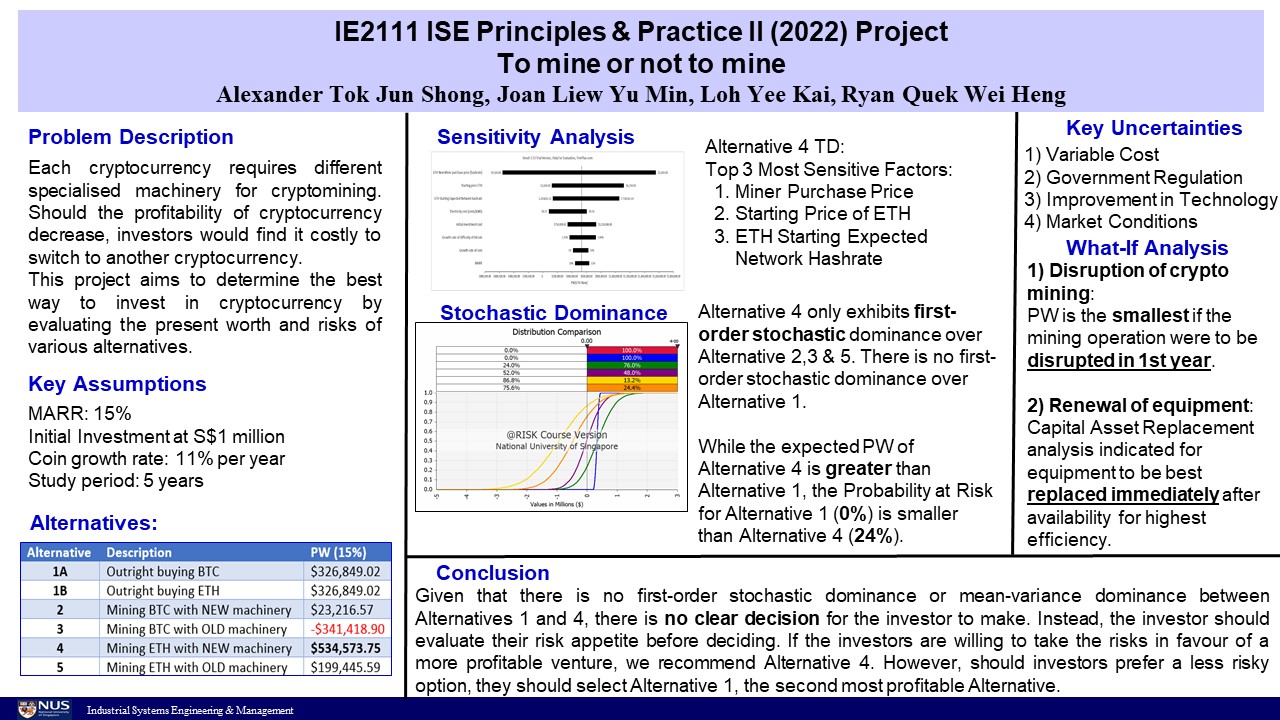 IE2111 ISE Principles & Practice II (2022) Project
To mine or not to mine
Alexander Tok Jun Shong, Joan Liew Yu Min, Loh Yee Kai, Ryan Quek Wei Heng
Problem Description
Each cryptocurrency requires different
specialised machinery for cryptomining.
Should the profitability of cryptocurrency
decrease, investors would find it costly to
switch to another cryptocurrency.
This project aims to determine the best
way to invest in cryptocurrency by
evaluating the present worth and risks of
various alternatives.
Key Assumptions
MARR: 15%
Initial Investment at S$1 million
Coin growth rate: 11% per year
Study period: 5 years
Alternatives:
Alternative Description PW (15%)
1A Outright buying BTC $326,849.02
1B Outright buying ETH $326,849.02
2 Mining BTC with NEW machinery $23,216.57
3 Mining BTC with OLD machinery -$341,418.90
4 Mining ETH with NEW machinery $534,573.75
5 Mining ETH with OLD machinery $199,445.59
Sensitivity Analysis
Alternative 4 TD:
Top 3 Most Sensitive Factors:
1. Miner Purchase Price
2. Starting Price of ETH
3. ETH Starting Expected
Network Hashrate
Stochastic Dominance
Distribution Comparison
0.00 +∞
0.0% 100.0%
0.0% 100.0%
24.0% 76.0%
52.0% 48.0%
86.8% 13.2%
75.6% 24.4%
1.0
0.9
0.8
0.7
0.6
0.5
0.4
0.3
0.2
0.1
0.0
@RISK Course Version
National University of Singapore
-5 -4 -3 -2 -1 0 1 2 3
Values in Millions ($)
Alternative 4 only exhibits first-
order stochastic dominance over
Alternative 2,3 & 5. There is no first-
order stochastic dominance over
Alternative 1.
While the expected PW of
Alternative 4 is greater than
Alternative 1, the Probability at Risk
for Alternative 1 (0%) is smaller
than Alternative 4 (24%).
Key Uncertainties
1) Variable Cost
2) Government Regulation
3) Improvement in Technology
4) Market Conditions
What-If Analysis
1) Disruption of crypto
mining:
PW is the smallest if the
mining operation were to be
disrupted in 1st year.
2) Renewal of equipment:
Capital Asset Replacement
analysis indicated for
equipment to be best
replaced immediately after
availability for highest
efficiency.
Conclusion
Given that there is no first-order stochastic dominance or mean-variance dominance between
Alternatives 1 and 4, there is no clear decision for the investor to make. Instead, the investor should
evaluate their risk appetite before deciding. If the investors are willing to take the risks in favour of a
more profitable venture, we recommend Alternative 4. However, should investors prefer a less risky
option, they should select Alternative 1, the second most profitable Alternative.
NUS
National University
of Singapore
Industrial Systems Engineering & Management